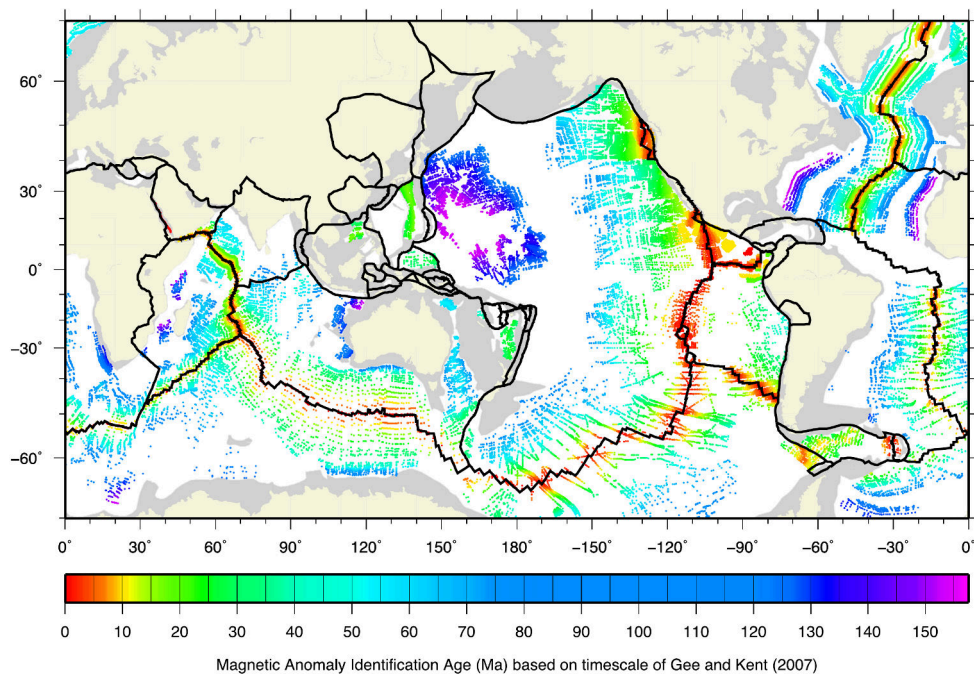 60°
30°
0°
−30°
−60°
0° 30° 60° 90° 120° 150° 180° −150° −120° −90° −60° −30° 0°
0 10 20 30 40 50 60 70 80 90 100 110 120 130 140 150
Magnetic Anomaly Identification Age (Ma) based on timescale of Gee and Kent (2007)